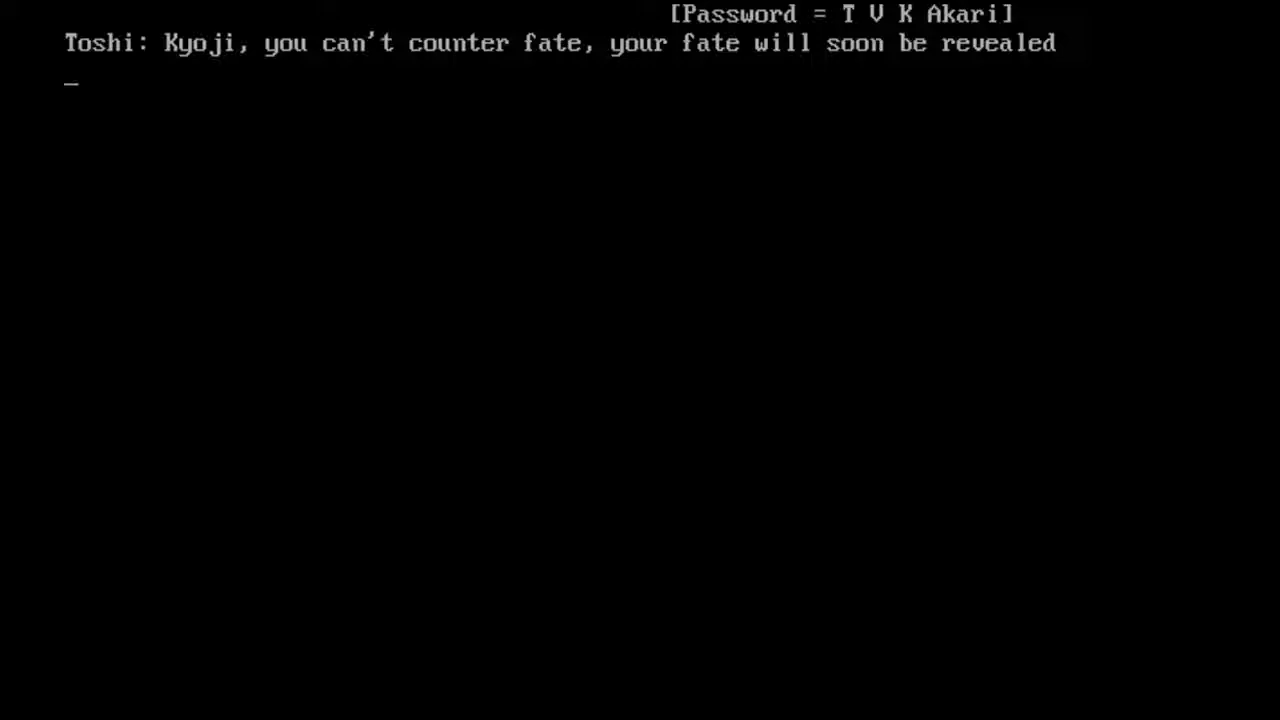 [Password = T V K Akari]
Toshi: Kyoji, you can't counter fate, your fate will soon be revealed
_